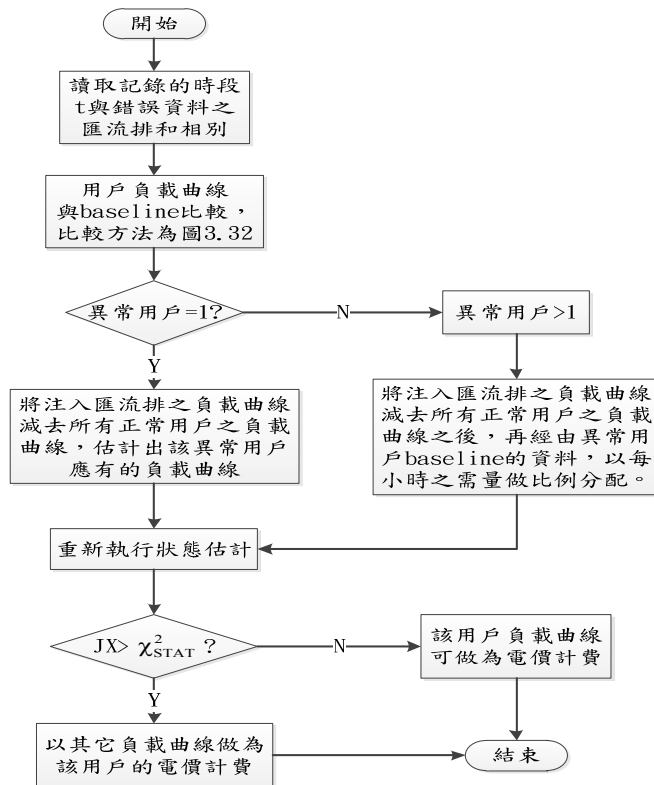 開始
讀取記錄的時段
t與錯誤資料之
匯流排和相別
用戶負載曲線
與baseline比較，
比較方法為圖3.32
異常用戶=1?
N
異常用戶>1
Y
將注入匯流排之負載曲線
減去所有正常用戶之負載
曲線，估計出該異常用戶
應有的負載曲線
將注入匯流排之負載曲線
減去所有正常用戶之負載
曲線之後，再經由異常用
戶baseline的資料，以每
小時之需量做比例分配。
重新執行狀態估計
JX> χ²STAT ?
N
該用戶負載曲線
可做為電價計費
Y
以其它負載曲線做為
該用戶的電價計費
結束